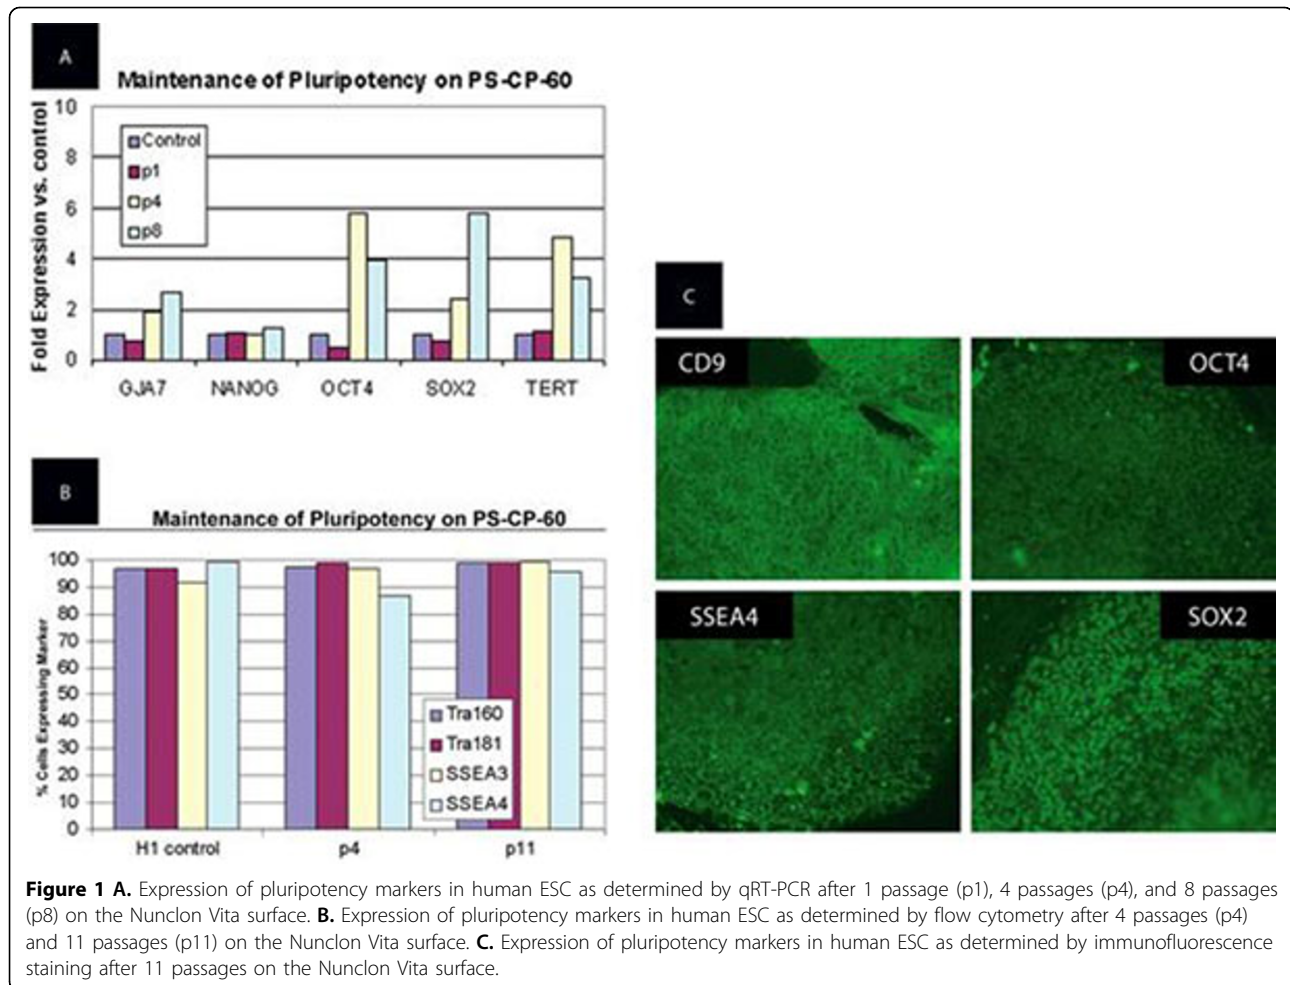 A
Maintenance of Pluripotency on PS-CP-60
Fold Expression vs. control
10
8
6
4
2
0
Control
p1
p4
p8
GJA7 NANOG OCT4 SOX2 TERT
B
Maintenance of Pluripotency on PS-CP-60
% Cells Expressing Marker
100
90
80
70
60
50
40
30
20
10
0
Tra160
Tra181
SSEA3
SSEA4
H1 control p4 p11
C
CD9
OCT4
SSEA4
SOX2
Figure 1 A. Expression of pluripotency markers in human ESC as determined by qRT-PCR after 1 passage (p1), 4 passages (p4), and 8 passages
(p8) on the Nunclon Vita surface. B. Expression of pluripotency markers in human ESC as determined by flow cytometry after 4 passages (p4)
and 11 passages (p11) on the Nunclon Vita surface. C. Expression of pluripotency markers in human ESC as determined by immunofluorescence
staining after 11 passages on the Nunclon Vita surface.